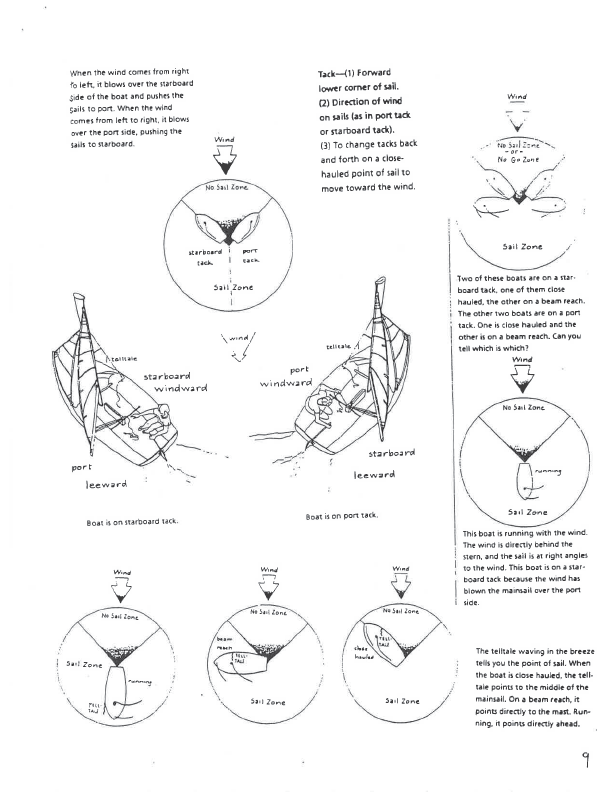 When the wind comes from right
to left, it blows over the starboard
side of the boat and pushes the
sails to port. When the wind
comes from left to right, it blows
over the port side, pushing the
sails to starboard.
Tack—(1) Forward
lower corner of sail.
(2) Direction of wind
on sails (as in port tack
or starboard tack).
(3) To change tacks back
and forth on a close-
hauled point of sail to
move toward the wind.
Wind
No Sail Zone
starboard
tack
port
tack
Sail Zone
Wind
No Sail Zone
-or-
No Go Zone
Sail Zone
Two of these boats are on a star-
board tack, one of them close
hauled, the other on a beam reach.
The other two boats are on a port
tack. One is close hauled and the
other is on a beam reach. Can you
tell which is which?
wind
telltale
starboard
windward
port
leeward
Boat is on starboard tack.
telltale
port
windward
starboard
leeward
Boat is on port tack.
Wind
No Sail Zone
running
Sail Zone
This boat is running with the wind.
The wind is directly behind the
stern, and the sail is at right angles
to the wind. This boat is on a star-
board tack because the wind has
blown the mainsail over the port
side.
Wind
No Sail Zone
Sail Zone
running
TELL-
TALE
Wind
No Sail Zone
beam
reach
TELL-
TALE
Sail Zone
Wind
No Sail Zone
close
hauled
TELL-
TALE
Sail Zone
The telltale waving in the breeze
tells you the point of sail. When
the boat is close hauled, the tell-
tale points to the middle of the
mainsail. On a beam reach, it
points directly to the mast. Run-
ning, it points directly ahead.
9